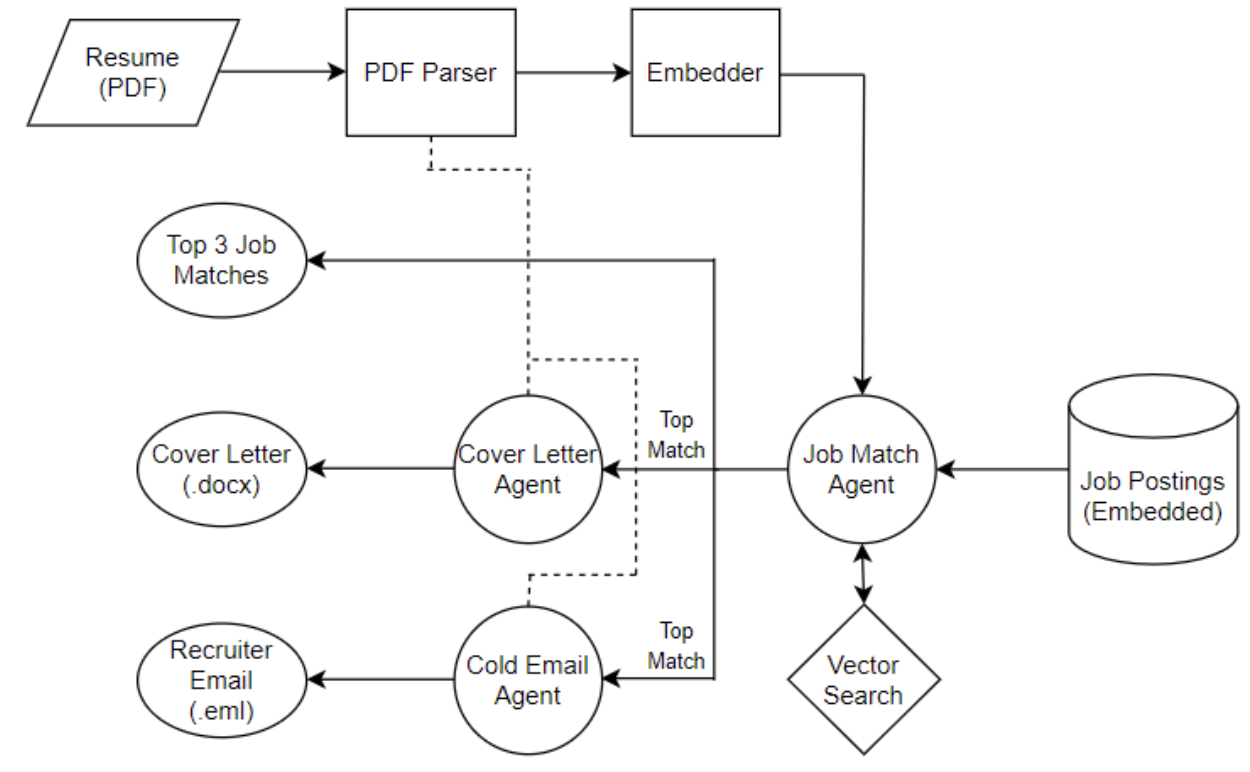 Resume
(PDF)
PDF Parser
Embedder
Top 3 Job
Matches
Cover Letter
(.docx)
Cover Letter
Agent
Top
Match
Job Match
Agent
Job Postings
(Embedded)
Recruiter
Email
(.eml)
Cold Email
Agent
Top
Match
Vector
Search